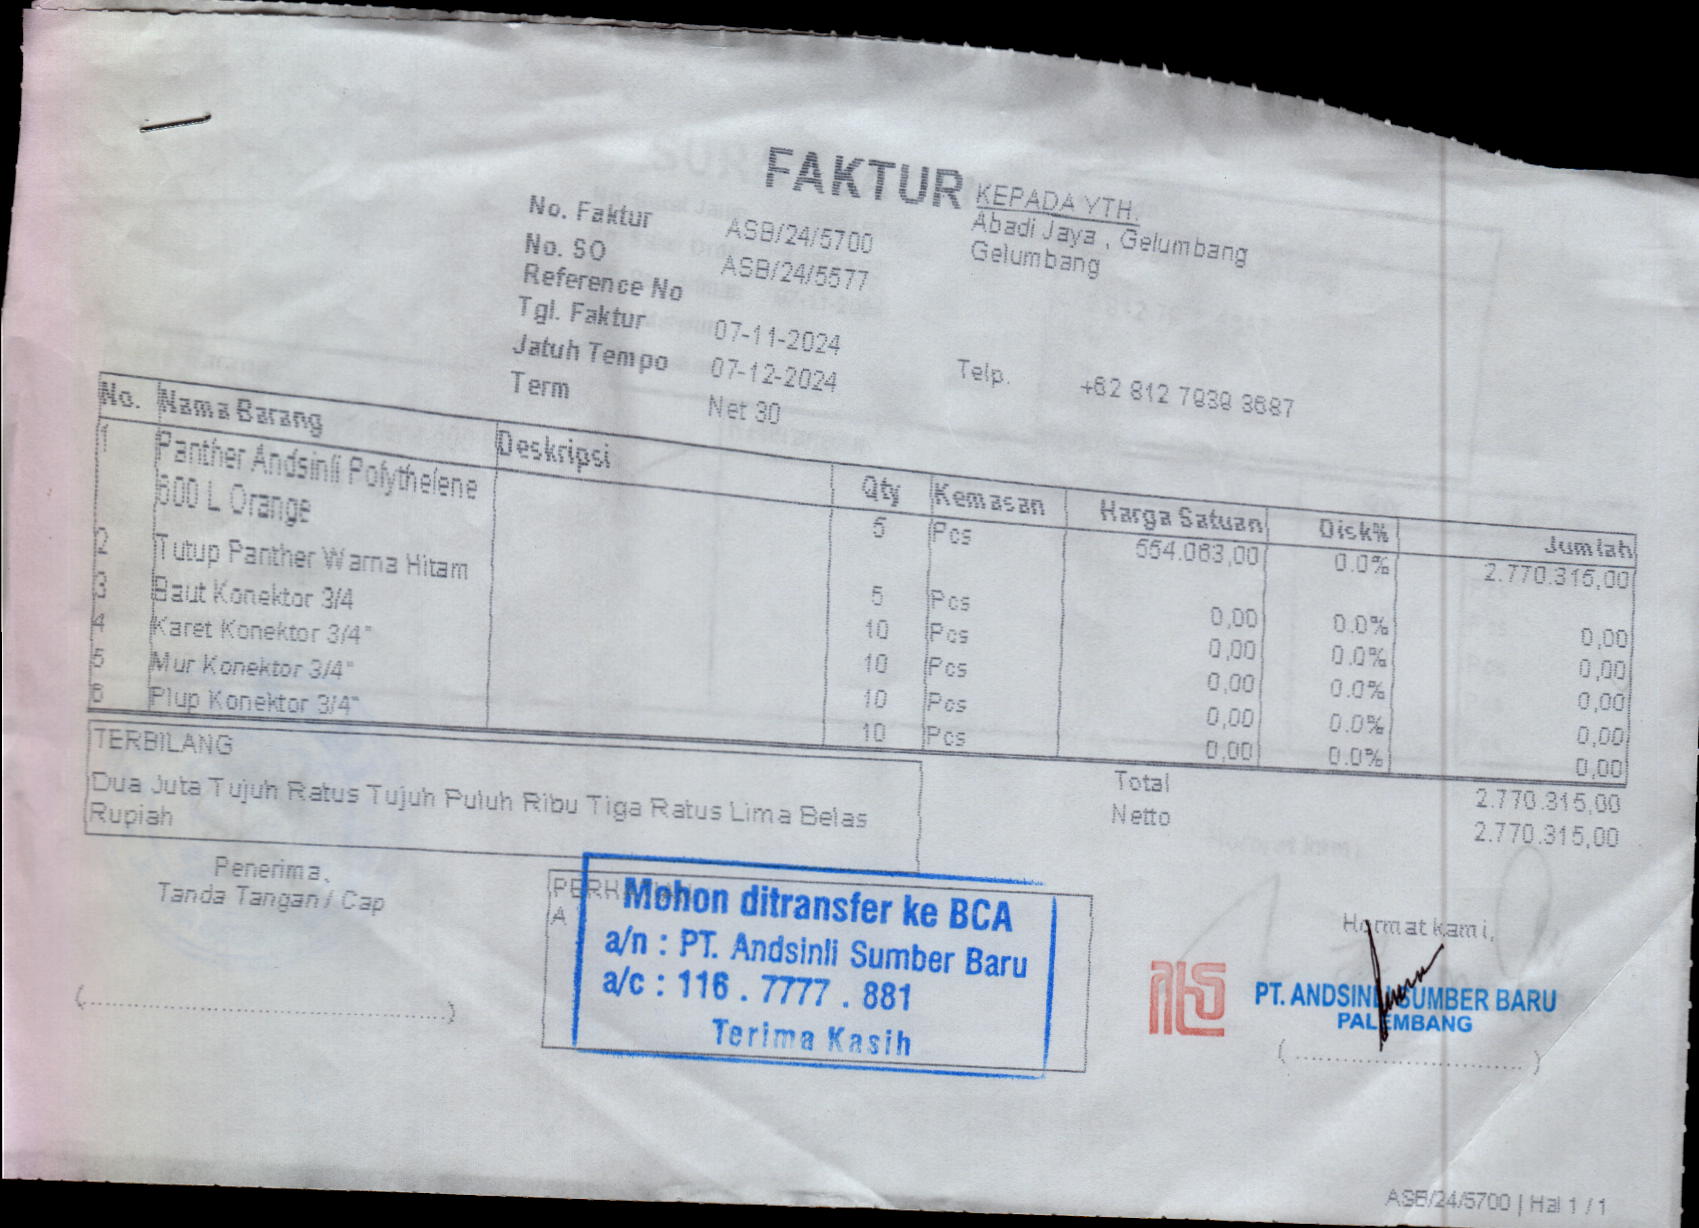 FAKTUR
No. Faktur ASB/24/5700
No. SO ASB/24/5577
Reference No
Tgl. Faktur 07-11-2024
Jatuh Tempo 07-12-2024
Term Net 30
KEPADA YTH.
Abadi Jaya , Gelumbang
Gelumbang
Telp. +62 812 7939 3687
No. Nama Barang Deskripsi Qty Kemasan Harga Satuan Disk% Jumlah
1 Panther Andsinli Polythelene 5 Pcs 554.063,00 0.0% 2.770.315,00
600 L Orange
2 Tutup Panther Warna Hitam 5 Pcs 0,00 0.0% 0,00
3 Baut Konektor 3/4 10 Pcs 0,00 0.0% 0,00
4 Karet Konektor 3/4" 10 Pcs 0,00 0.0% 0,00
5 Mur Konektor 3/4" 10 Pcs 0,00 0.0% 0,00
6 Plup Konektor 3/4" 10 Pcs 0,00 0.0% 0,00
TERBILANG
Dua Juta Tujuh Ratus Tujuh Puluh Ribu Tiga Ratus Lima Belas
Rupiah
Total 2.770.315,00
Netto 2.770.315,00
Penerima,
Tanda Tangan / Cap
Mohon ditransfer ke BCA
a/n : PT. Andsinli Sumber Baru
a/c : 116 . 7777 . 881
Terima Kasih
Hormat kami,
PT. ANDSINLI SUMBER BARU
PALEMBANG
ASB/24/5700 | Hal 1 / 1